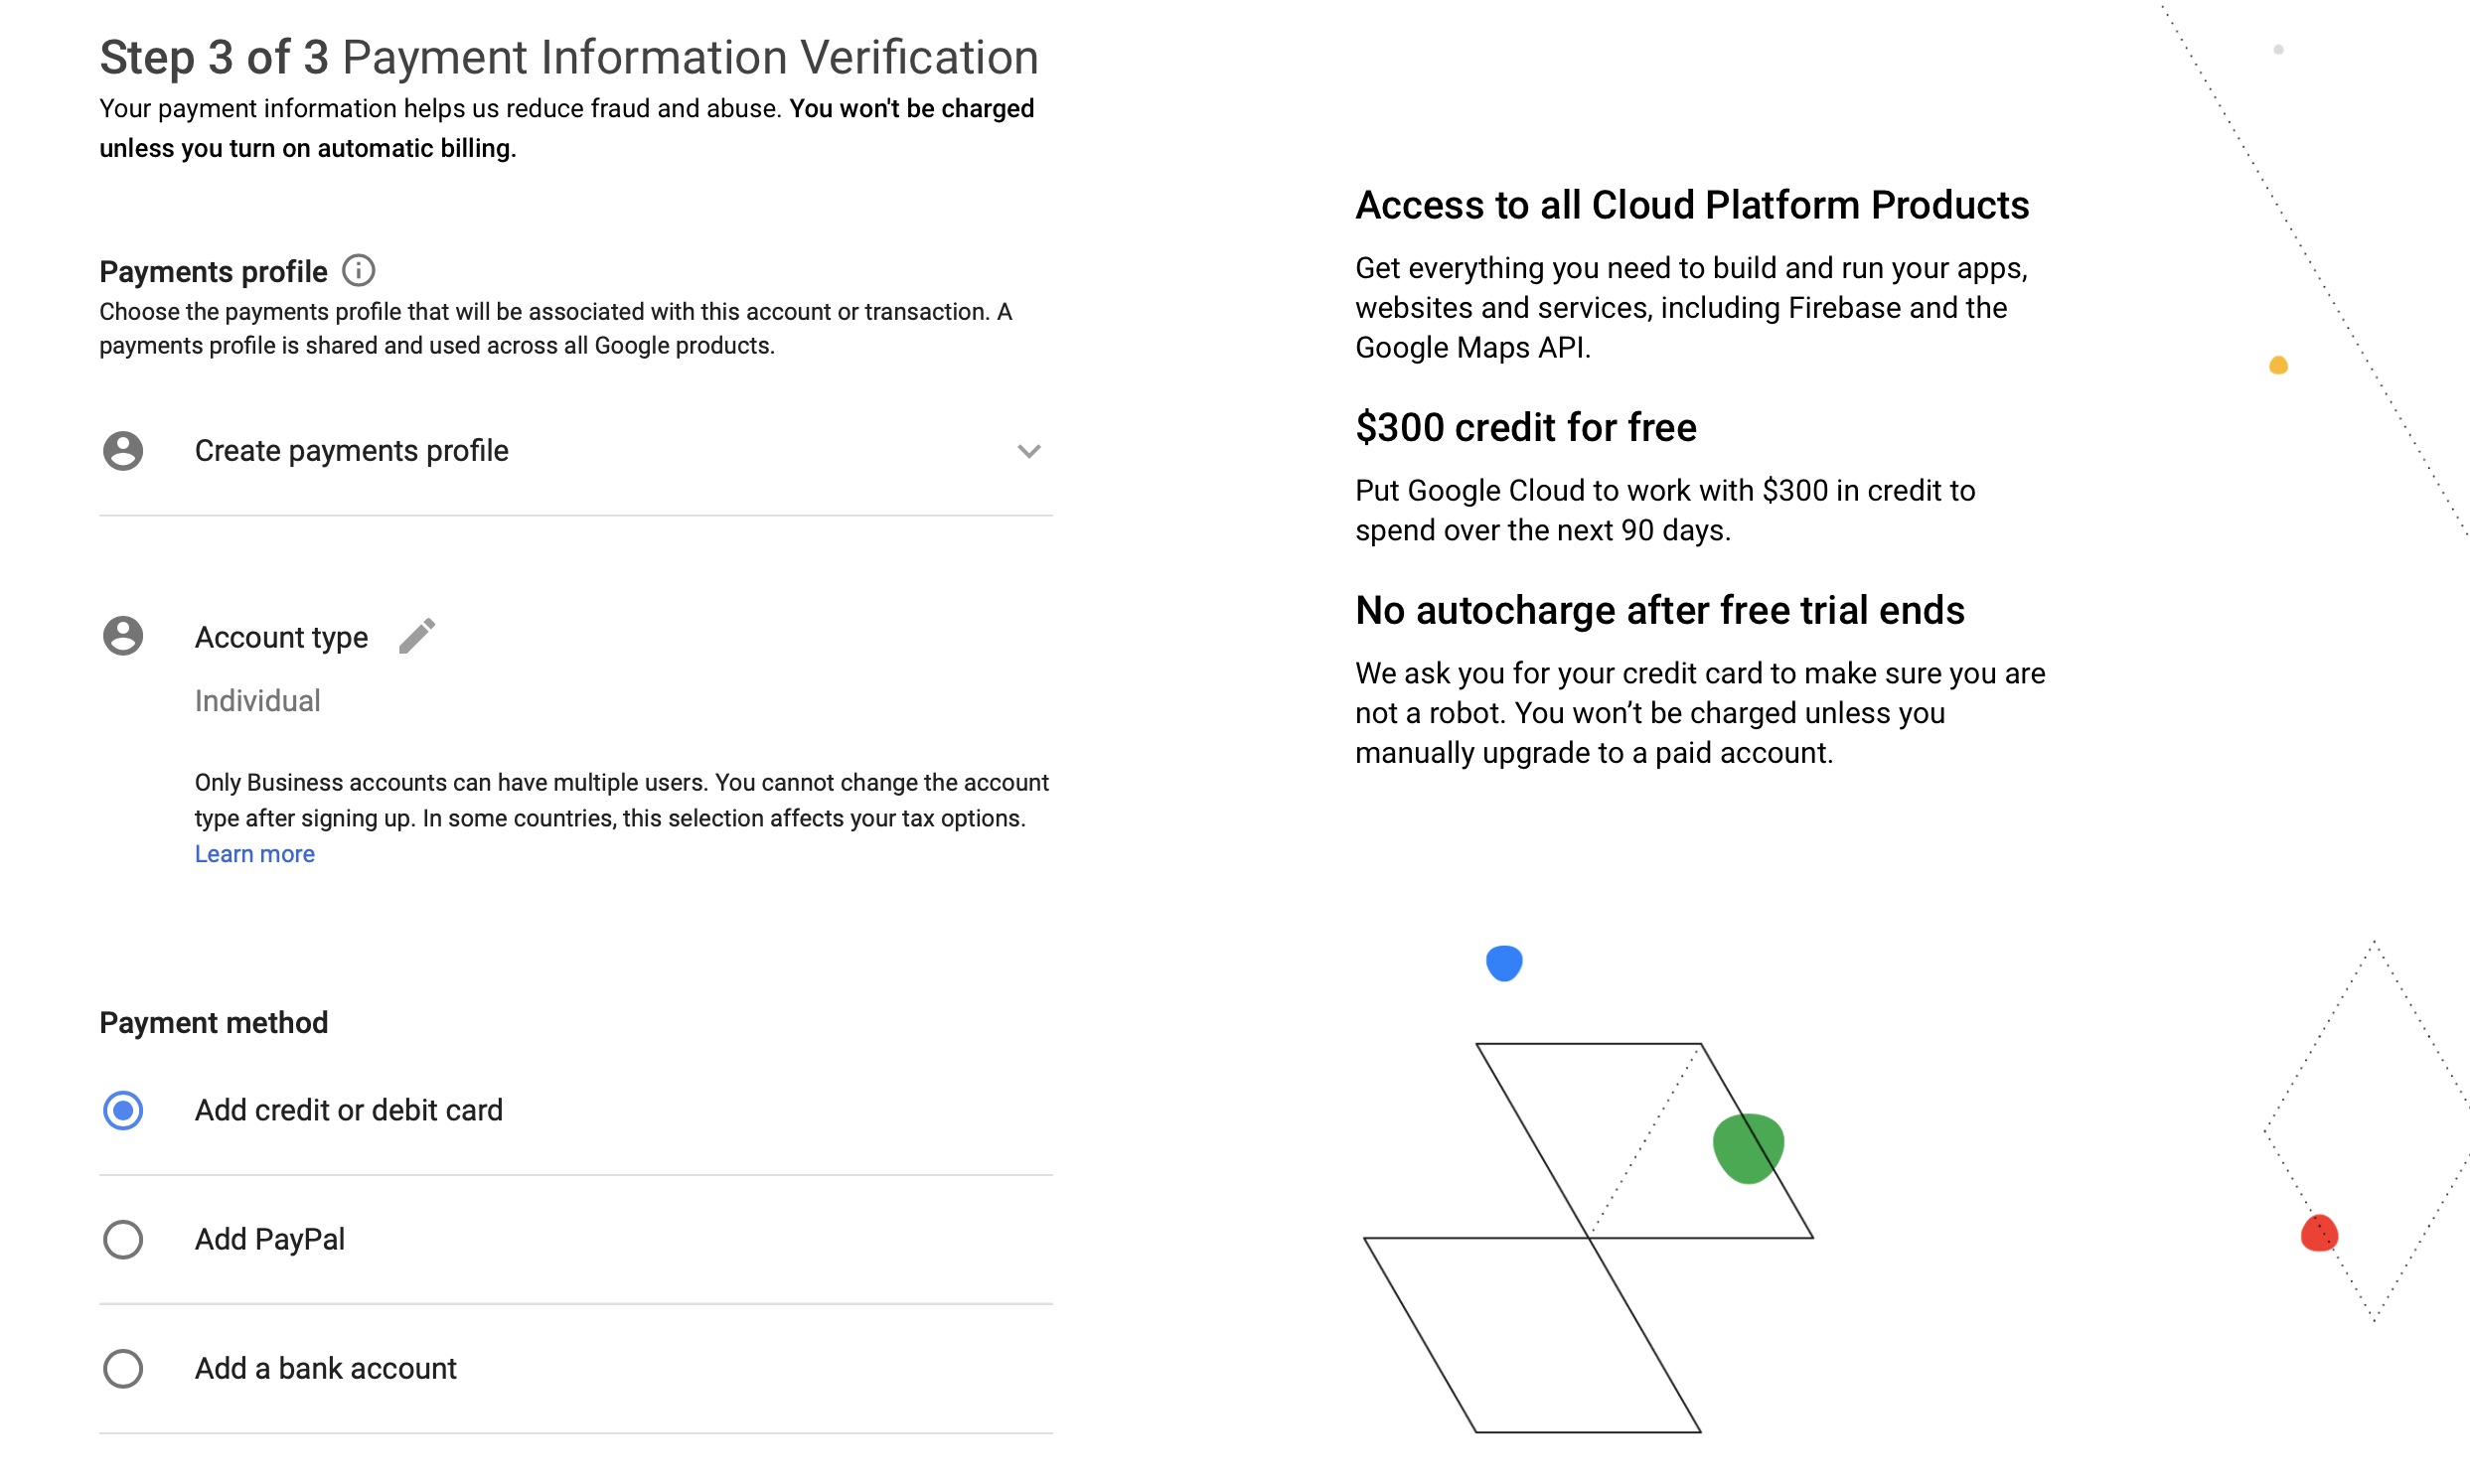 Step 3 of 3 Payment Information Verification
Your payment information helps us reduce fraud and abuse. You won't be charged
unless you turn on automatic billing.
Payments profile
Choose the payments profile that will be associated with this account or transaction. A
payments profile is shared and used across all Google products.
Create payments profile
Account type
Individual
Only Business accounts can have multiple users. You cannot change the account
type after signing up. In some countries, this selection affects your tax options.
Learn more
Payment method
Add credit or debit card
Add PayPal
Add a bank account
Access to all Cloud Platform Products
Get everything you need to build and run your apps,
websites and services, including Firebase and the
Google Maps API.
$300 credit for free
Put Google Cloud to work with $300 in credit to
spend over the next 90 days.
No autocharge after free trial ends
We ask you for your credit card to make sure you are
not a robot. You won’t be charged unless you
manually upgrade to a paid account.